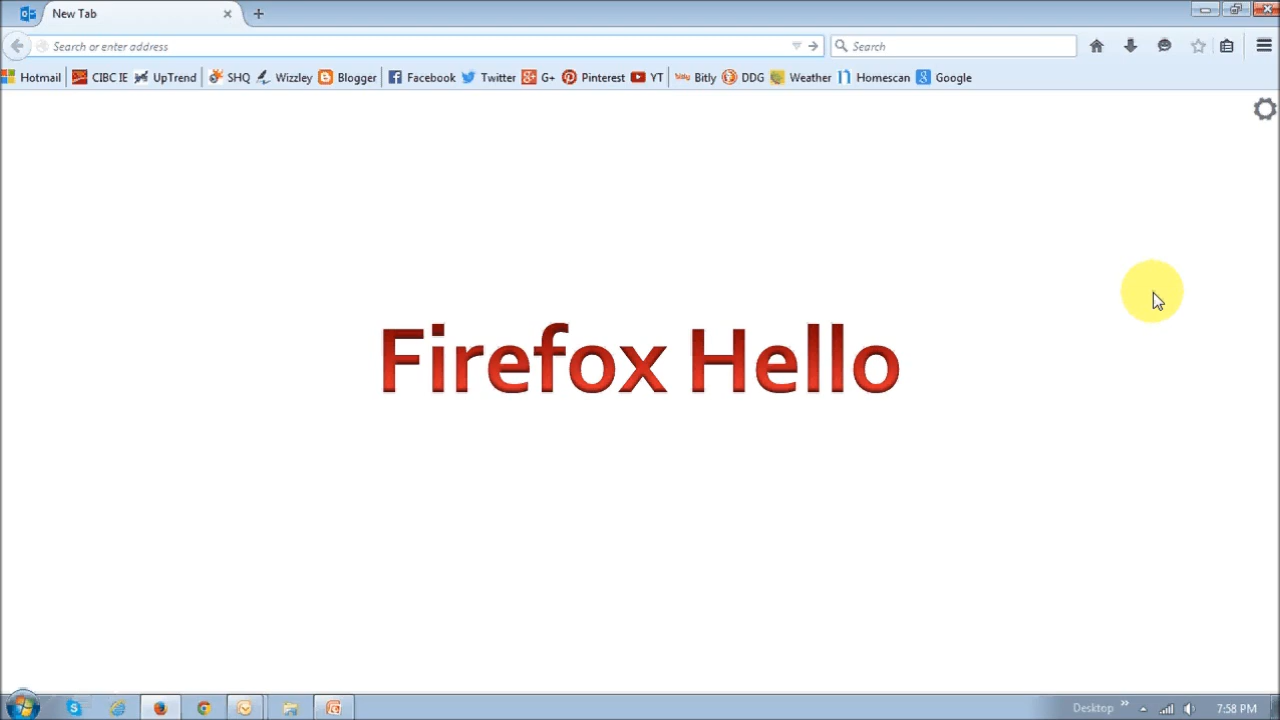 New Tab
Search or enter address
Search
Hotmail CIBC IE UpTrend SHQ Wizzley Blogger Facebook Twitter G+ Pinterest YT Bitly DDG Weather Homescan Google
Firefox Hello
Desktop
7:58 PM